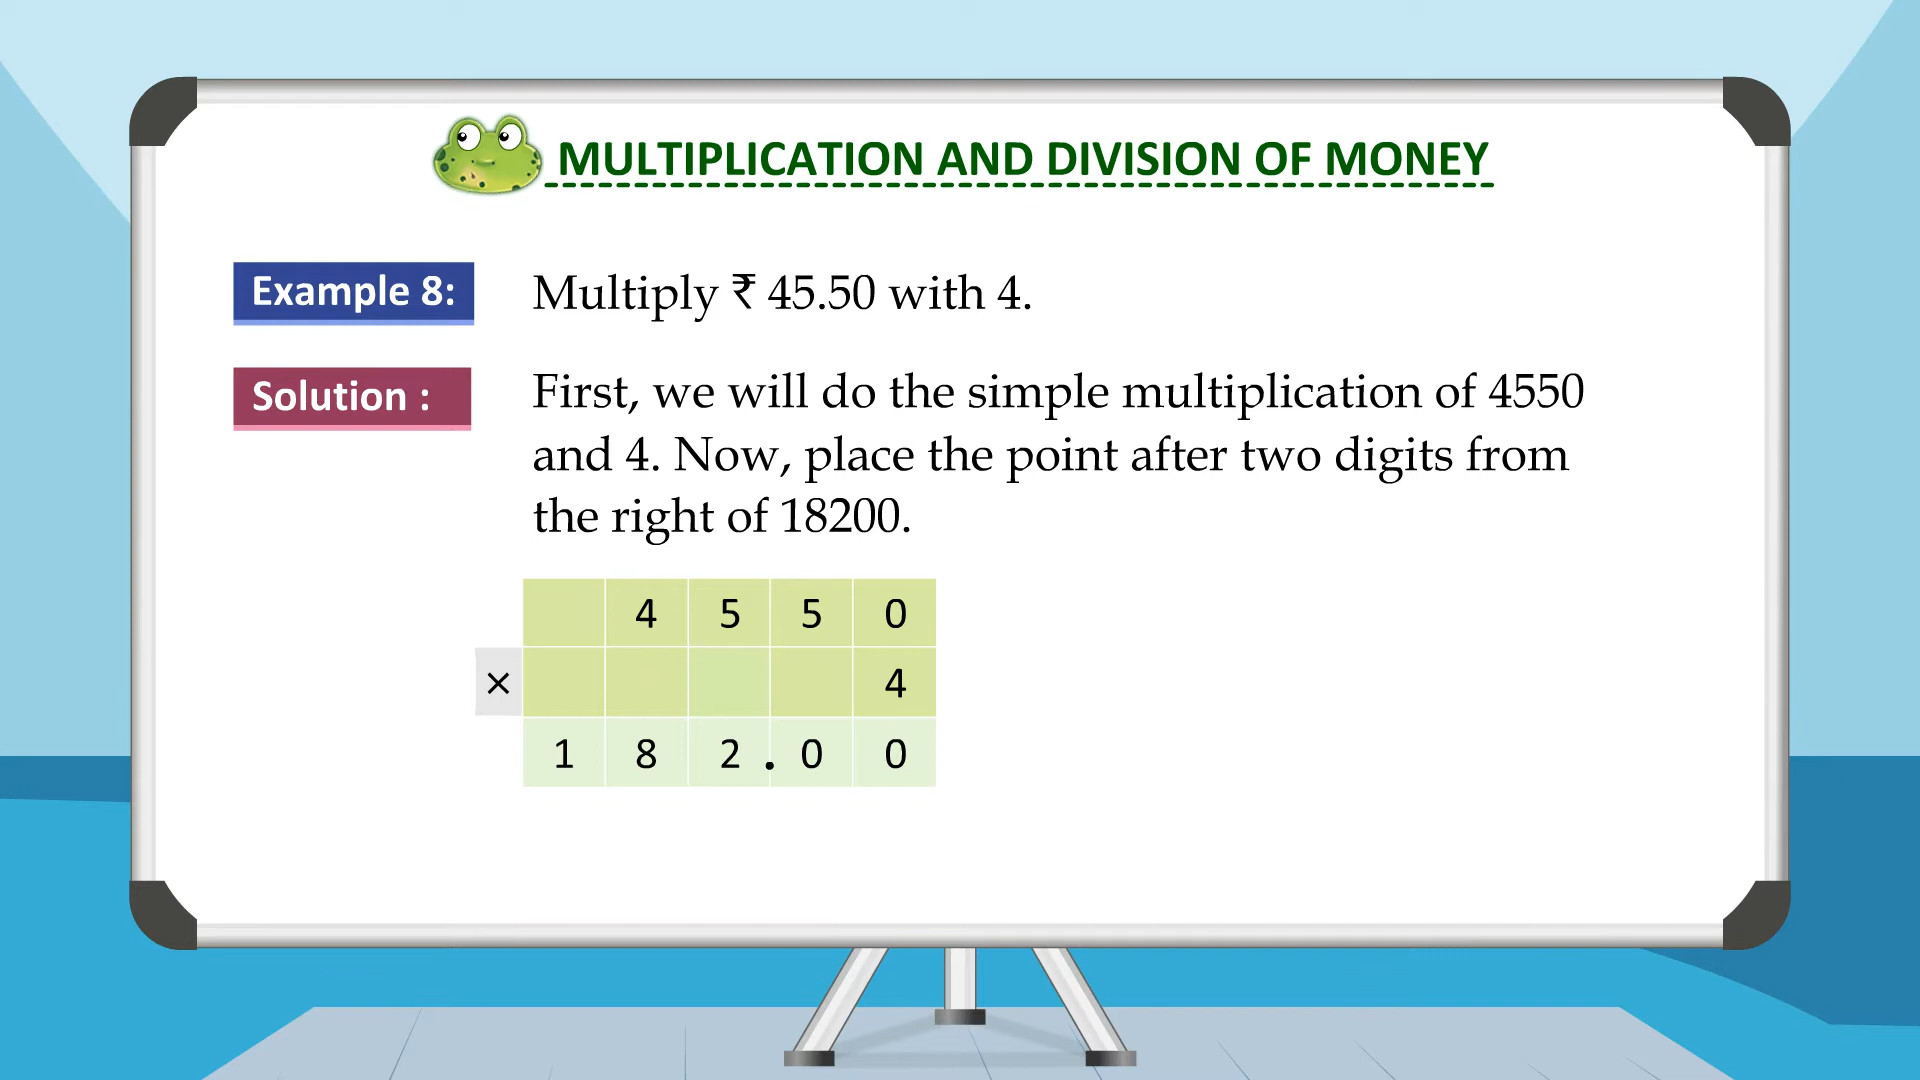 MULTIPLICATION AND DIVISION OF MONEY
Example 8: Multiply ₹ 45.50 with 4.
Solution : First, we will do the simple multiplication of 4550
and 4. Now, place the point after two digits from
the right of 18200.
4 5 5 0
× 4
1 8 2 . 0 0